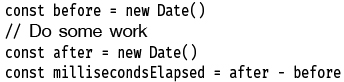 const before = new Date()
// Do some work
const after = new Date()
const millisecondsElapsed = after - before